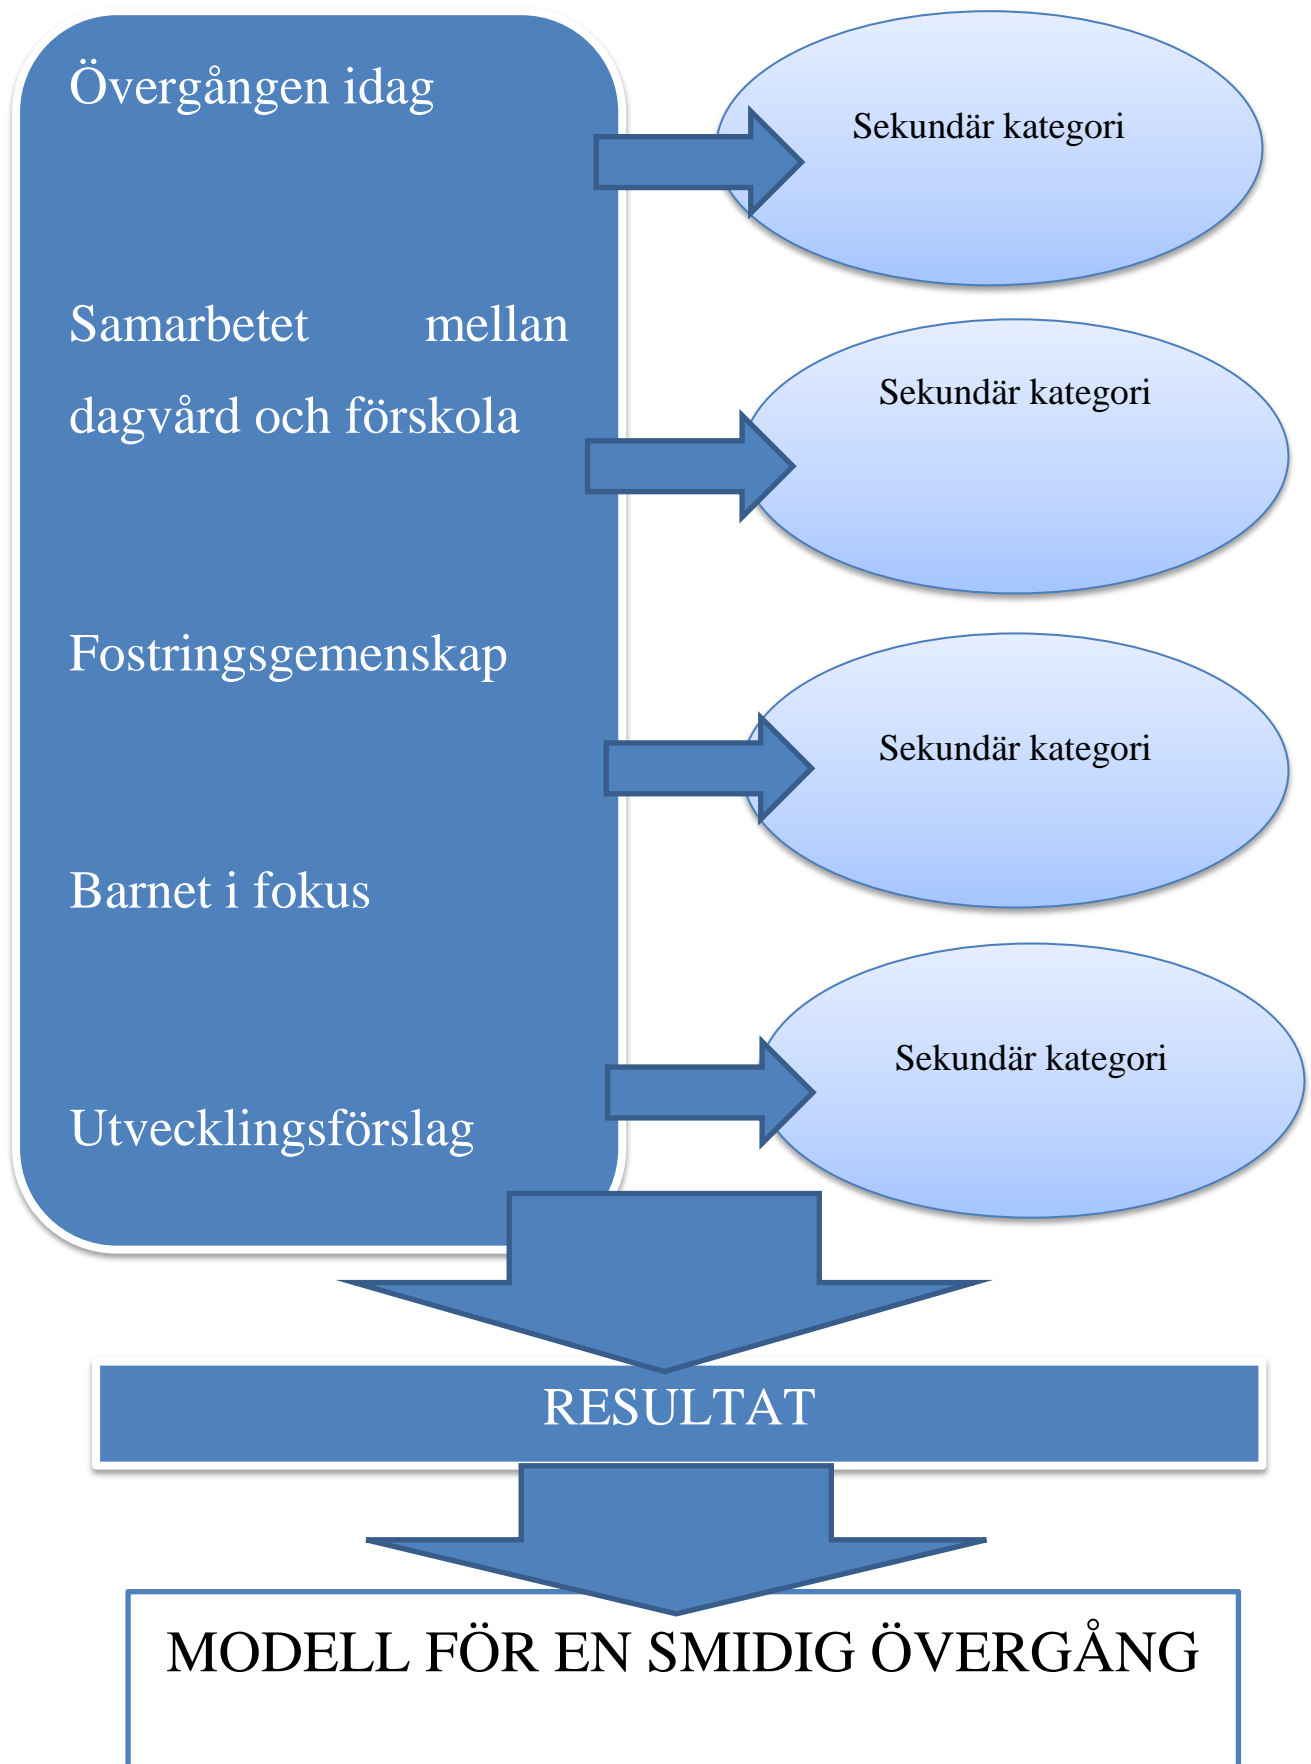 Övergången idag
Samarbetet mellan
dagvård och förskola
Fostringsgemenskap
Barnet i fokus
Utvecklingsförslag
Sekundär kategori
Sekundär kategori
Sekundär kategori
Sekundär kategori
RESULTAT
MODELL FÖR EN SMIDIG ÖVERGÅNG